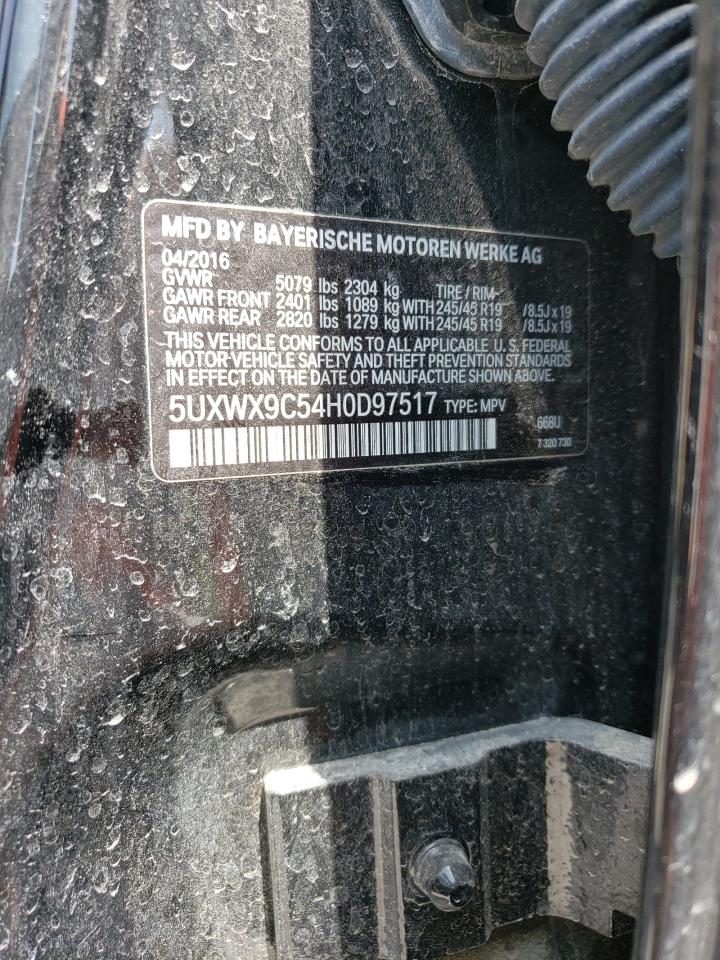 MFD BY BAYERISCHE MOTOREN WERKE AG
04/2016
GVWR 5079 lbs 2304 kg TIRE / RIM-
GAWR FRONT 2401 lbs 1089 kg WITH 245/45 R19 /8.5J x 19
GAWR REAR 2820 lbs 1279 kg WITH 245/45 R19 /8.5J x 19
THIS VEHICLE CONFORMS TO ALL APPLICABLE U. S. FEDERAL
MOTOR-VEHICLE SAFETY AND THEFT PREVENTION STANDARDS
IN EFFECT ON THE DATE OF MANUFACTURE SHOWN ABOVE.
5UXWX9C54H0D97517 TYPE: MPV 668U
7 320 730